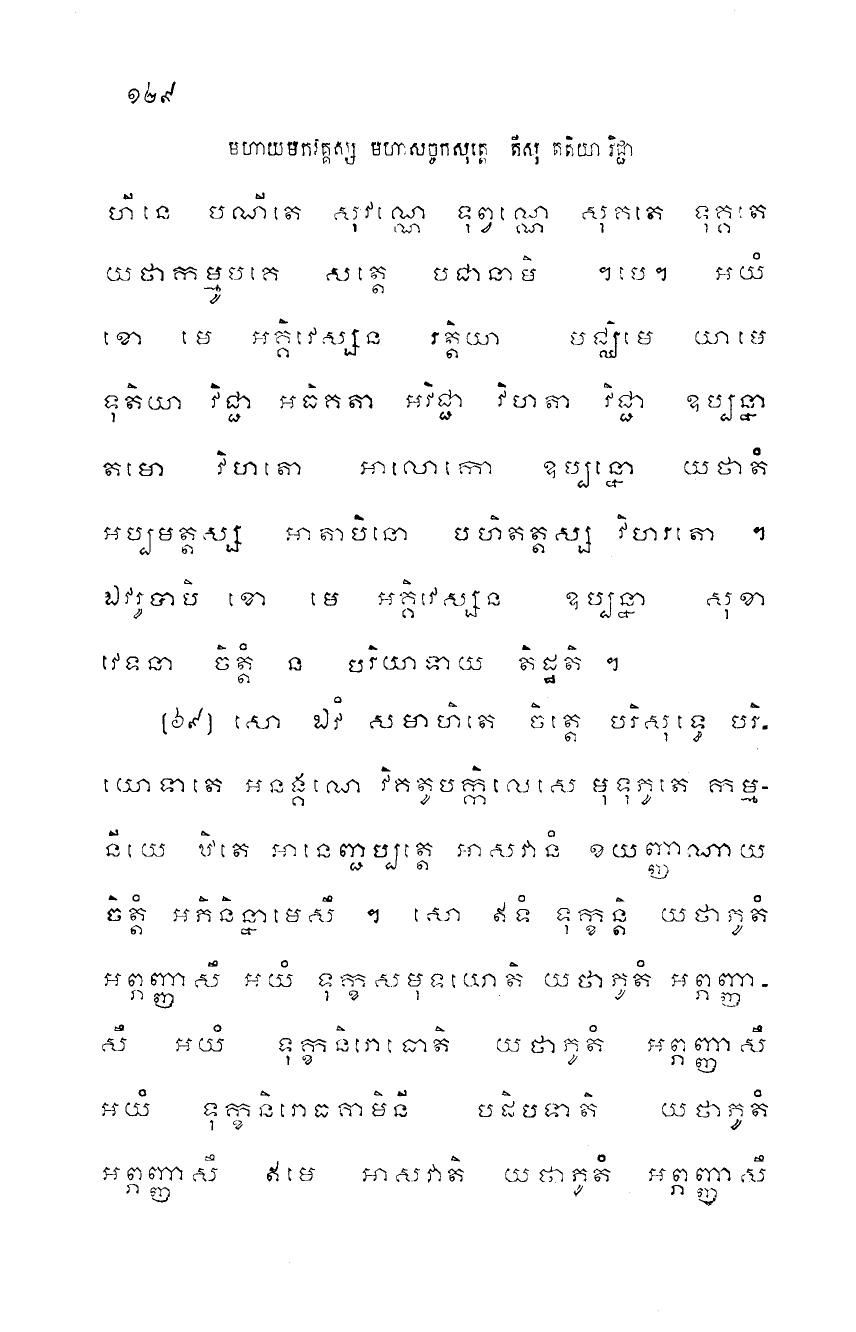 ១២៩
មហាយមកវគ្គស្ស មហាសច្ចកសុត្តេ តីសុ តតិយា វិជ្ជា
ហីនេ បណីតេ សុវណ្ណេ ទុព្វណ្ណេ សុគតេ ទុគ្គតេ
យថាកម្មូបគេ សត្តេ បជានាមិ ។បេ។ អយំ
ខោ មេ អគ្គិវេស្សន រត្តិយា បជ្ឈិមេ យាមេ
ទុតិយា វិជ្ជា អធិគតា អវិជ្ជា វិហតា វិជ្ជា ឧប្បន្នា
តមោ វិហតោ អាលោកោ ឧប្បន្នោ យថាតំ
អប្បមត្តស្ស អាតាបិនោ បហិតត្តស្ស វិហរតោ ។
ឯវរូបាបិ ខោ មេ អគ្គិវេស្សន ឧប្បន្នា សុខា
វេទនា ចិត្តំ ន បរិយាទាយ តិដ្ឋតិ ។
[៦៩] សោ ឯវំ សមាហិតេ ចិត្តេ បរិសុទ្ធេ បរិ-
យោទាតេ អនង្គណេ វិគតូបក្កិលេសេ មុទុភូតេ កម្ម-
នីយេ ឋិតេ អានេញ្ជប្បត្តេ អាសវានំ ខយញ្ញាណាយ
ចិត្តំ អភិនិន្នាមេសឹ ។ សោ ឥទំ ទុក្ខន្តិ យថាភូតំ
អព្ភញ្ញាសឹ អយំ ទុក្ខសមុទយោតិ យថាភូតំ អព្ភញ្ញា-
សឹ អយំ ទុក្ខនិរោធោតិ យថាភូតំ អព្ភញ្ញាសឹ
អយំ ទុក្ខនិរោធគាមិនី បដិបទាតិ យថាភូតំ
អព្ភញ្ញាសឹ ឥមេ អាសវាតិ យថាភូតំ អព្ភញ្ញាសឹ